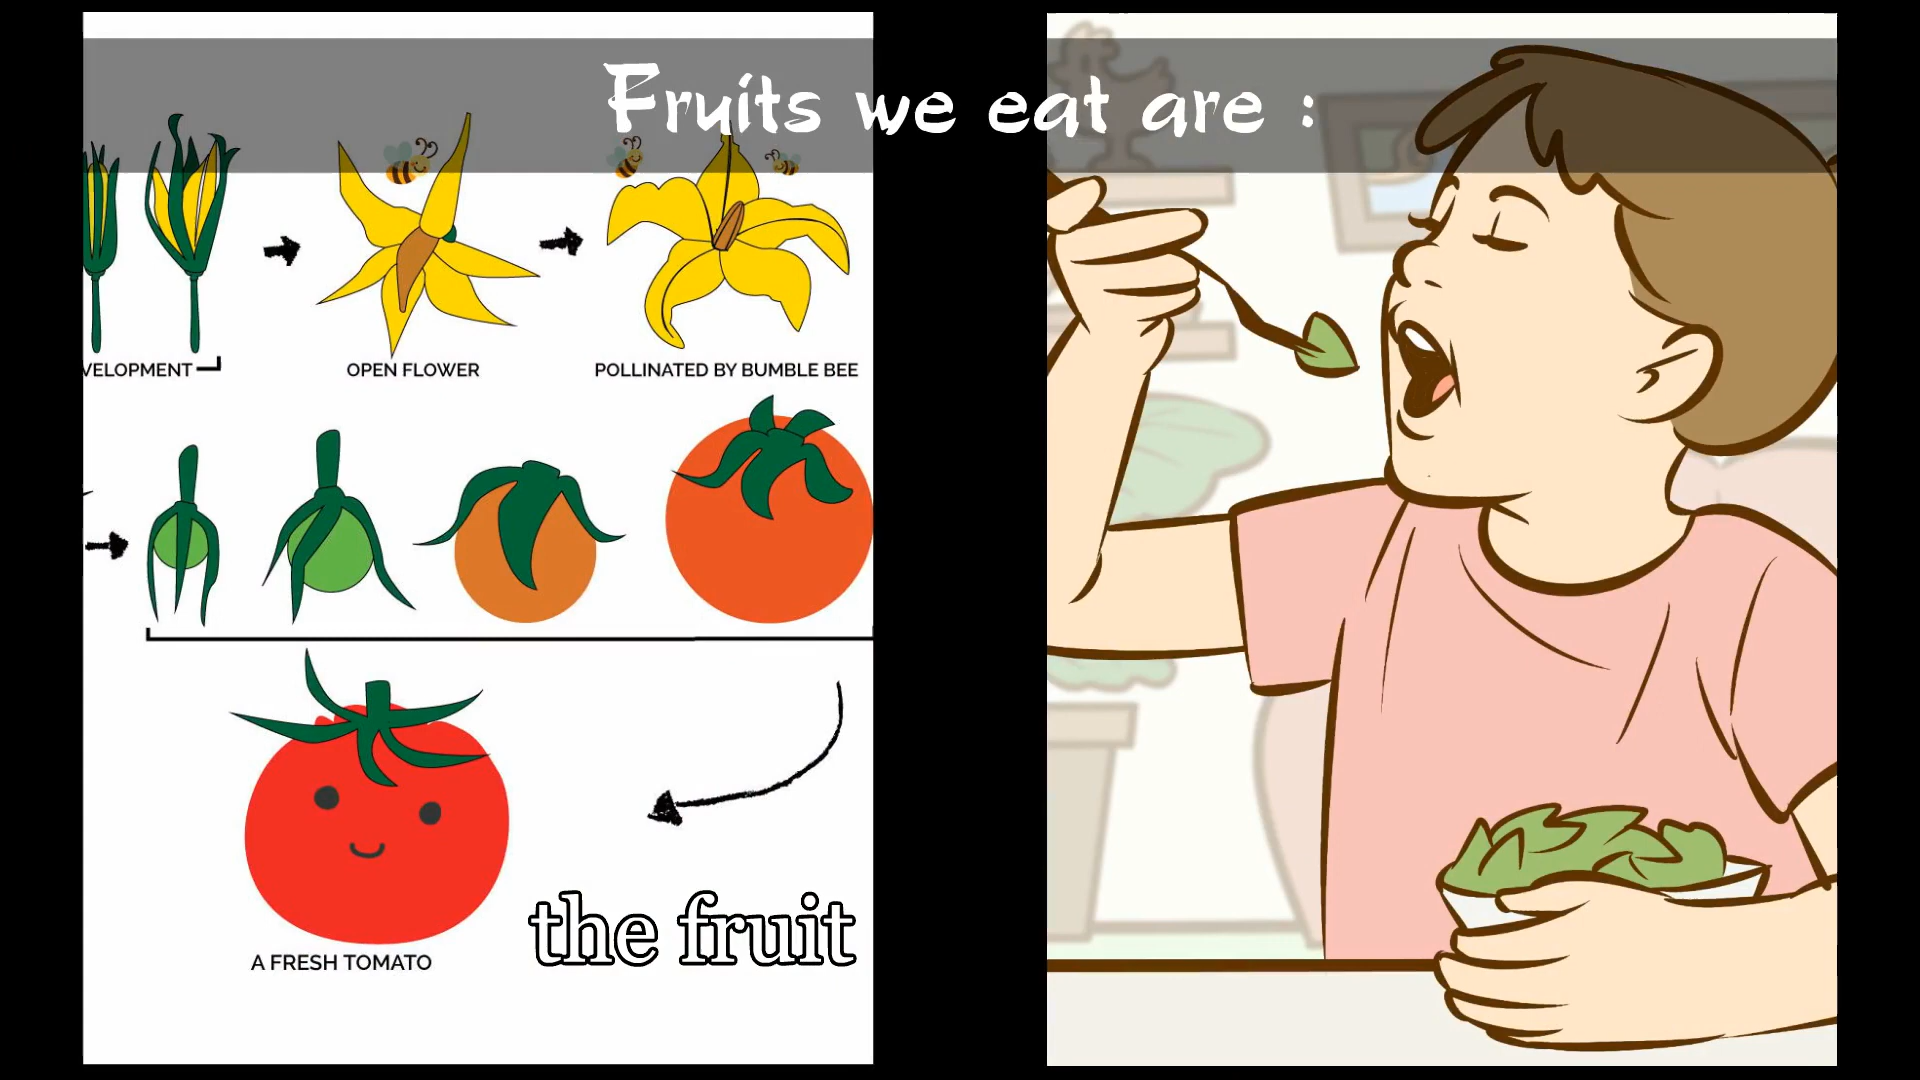 Fruits we eat are :
VELOPMENT
OPEN FLOWER
POLLINATED BY BUMBLE BEE
A FRESH TOMATO
the fruit